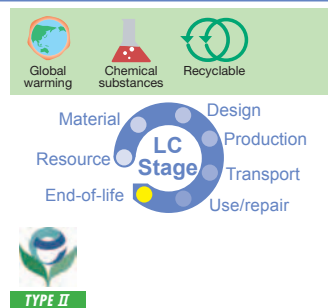 Global
warming
Chemical
substances
Recyclable
Material
Design
Production
LC
Stage
Resource
Transport
End-of-life
Use/repair
TYPE II